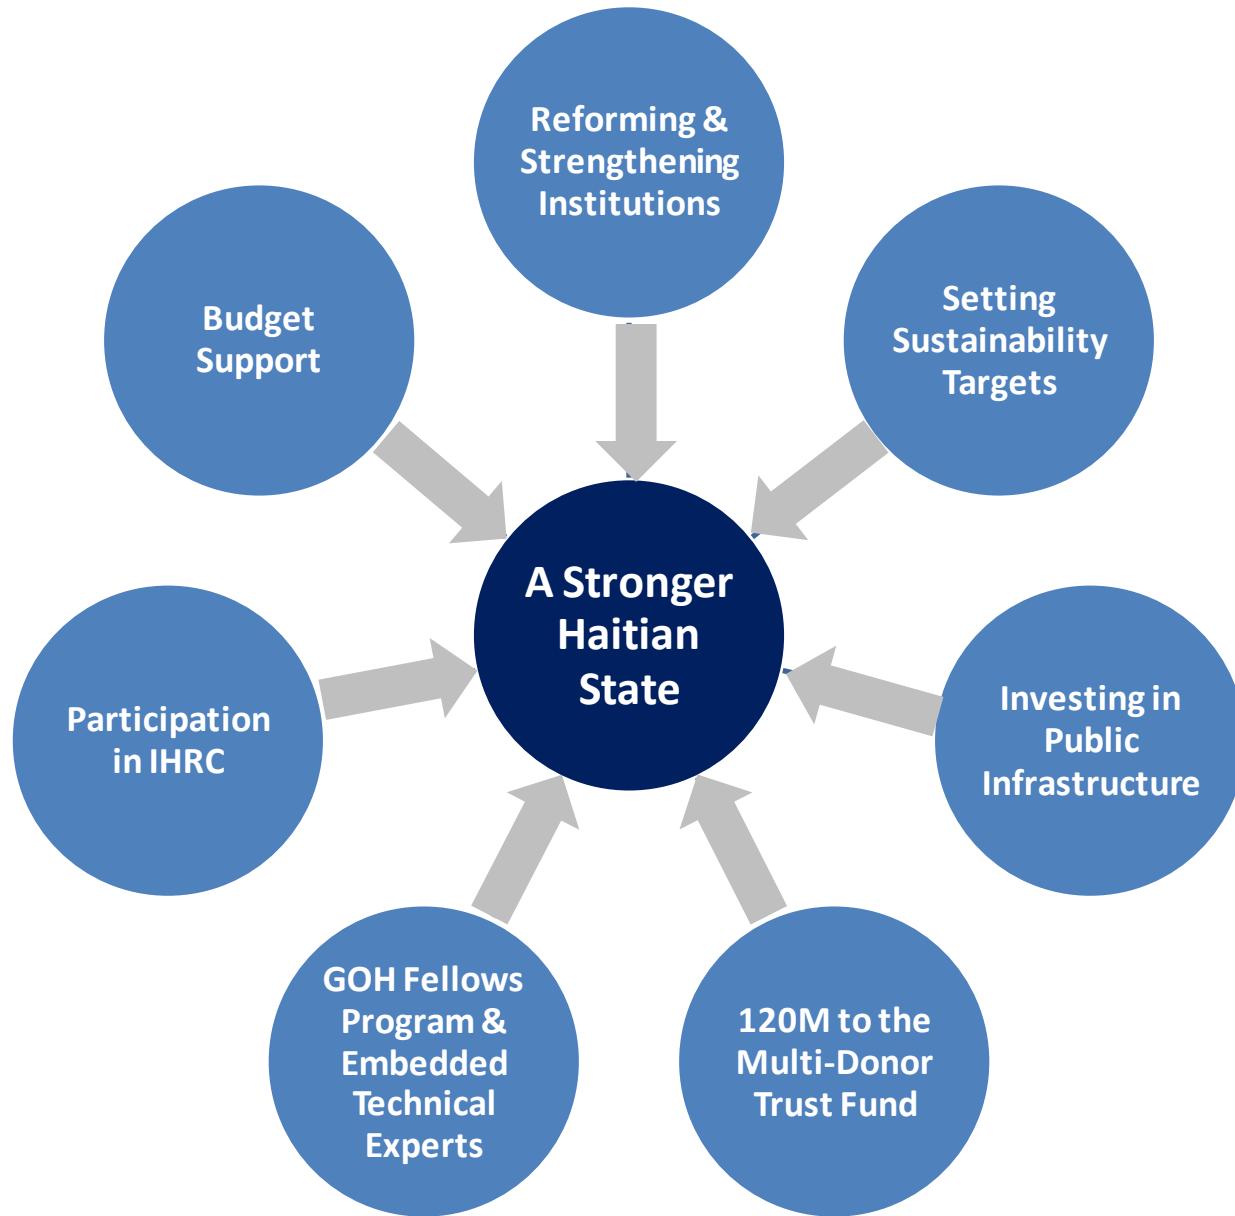 Reforming &
Strengthening
Institutions
Setting
Sustainability
Targets
Investing in
Public
Infrastructure
120M to the
Multi-Donor
Trust Fund
GOH Fellows
Program &
Embedded
Technical
Experts
Participation
in IHRC
Budget
Support
A Stronger
Haitian
State